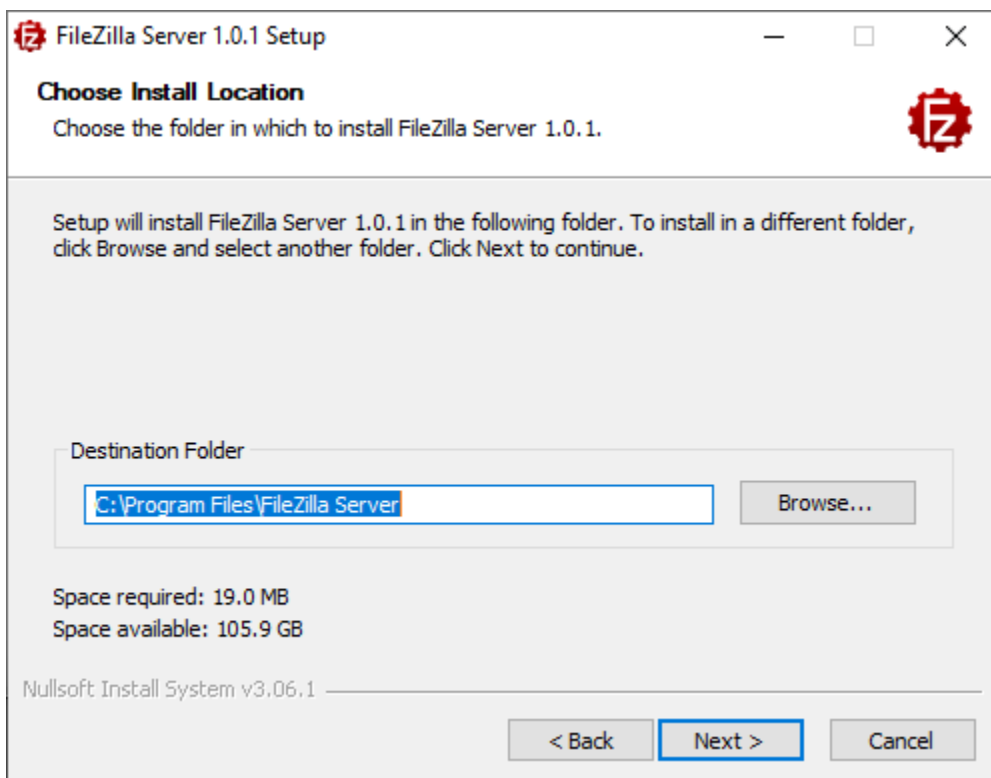 FileZilla Server 1.0.1 Setup
Choose Install Location
Choose the folder in which to install FileZilla Server 1.0.1.
Fz
Setup will install FileZilla Server 1.0.1 in the following folder. To install in a different folder,
click Browse and select another folder. Click Next to continue.
Destination Folder
C:\Program Files\FileZilla Server
Browse...
Space required: 19.0 MB
Space available: 105.9 GB
Nullsoft Install System v3.06.1
< Back
Next >
Cancel